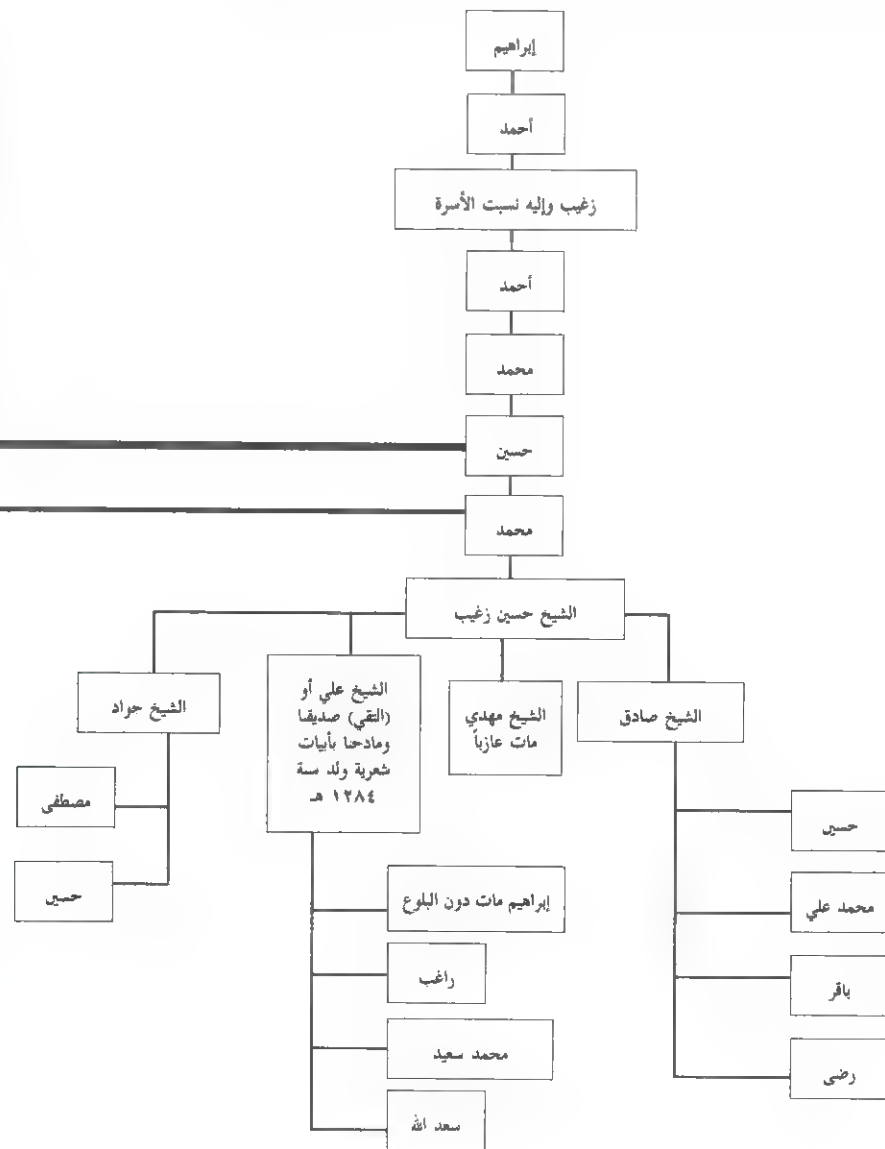 إبراهيم
أحمد
زغيب وإليه نسبت الأسرة
أحمد
محمد
حسين
محمد
الشيخ حسين زغيب
الشيخ صادق
الشيخ مهدي
مات عازباً
الشيخ علي أو
(التقي) صديقنا
ومادحنا بأبيات
شعرية ولد سنة
١٢٨٤ هـ
الشيخ جواد
حسين
محمد علي
باقر
رضى
إبراهيم مات دون البلوغ
راغب
محمد سعيد
سعد الله
مصطفى
حسين